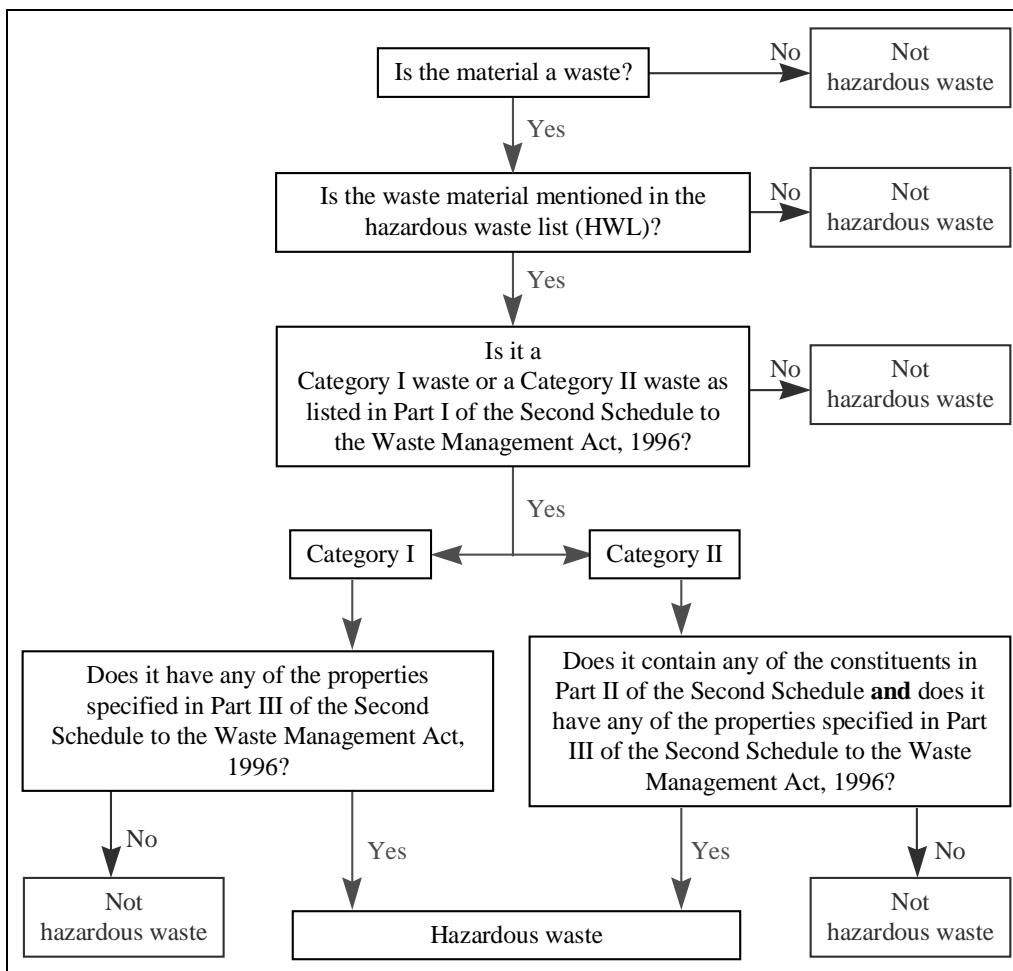 Is the material a waste?
No
Not
hazardous waste
Yes
Is the waste material mentioned in the
hazardous waste list (HWL)?
No
Not
hazardous waste
Yes
Is it a
Category I waste or a Category II waste as
listed in Part I of the Second Schedule to
the Waste Management Act, 1996?
No
Not
hazardous waste
Yes
Category I
Category II
Does it have any of the properties
specified in Part III of the Second
Schedule to the Waste Management Act,
1996?
Does it contain any of the constituents in
Part II of the Second Schedule and does it
have any of the properties specified in Part
III of the Second Schedule to the Waste
Management Act, 1996?
No
Yes
Yes
No
Not
hazardous waste
Hazardous waste
Not
hazardous waste